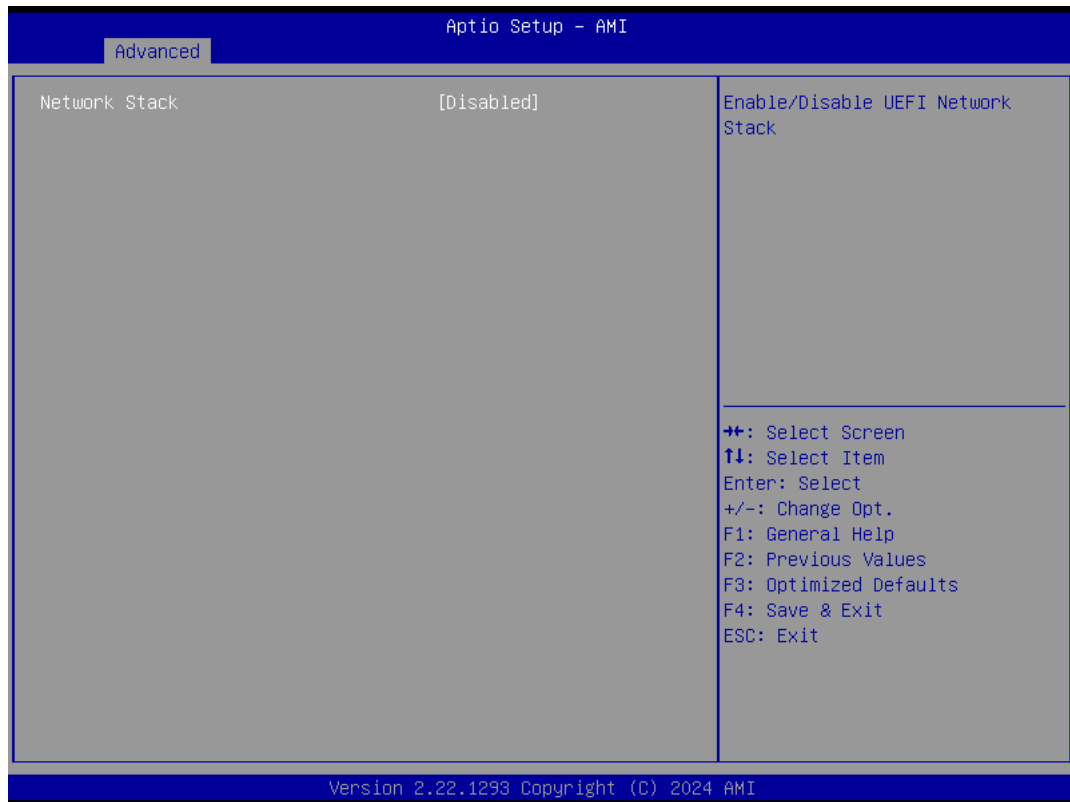 Aptio Setup – AMI
Advanced
Network Stack [Disabled]
Enable/Disable UEFI Network
Stack
→←: Select Screen
↑↓: Select Item
Enter: Select
+/-: Change Opt.
F1: General Help
F2: Previous Values
F3: Optimized Defaults
F4: Save & Exit
ESC: Exit
Version 2.22.1293 Copyright (C) 2024 AMI